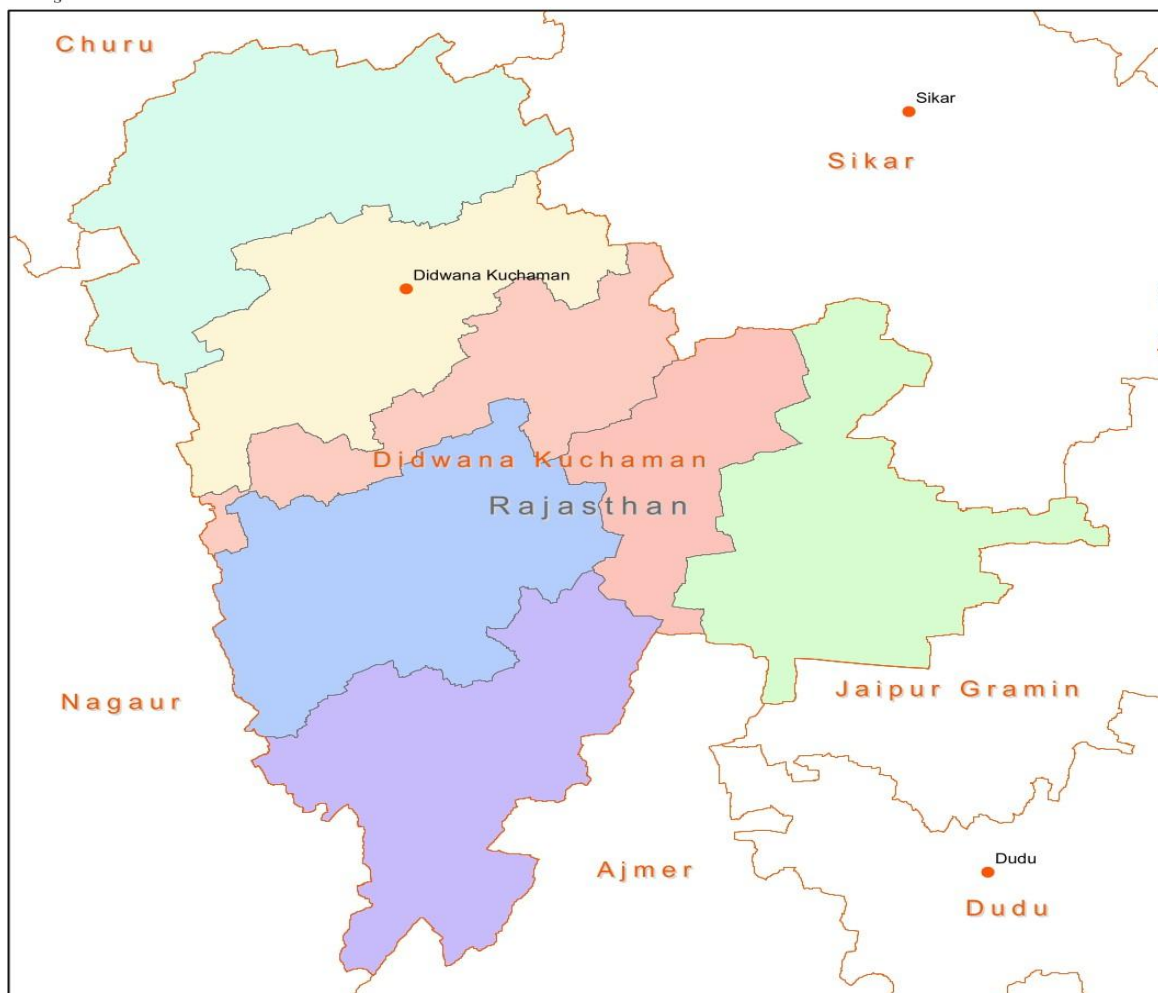 Churu
Sikar
Sikar
Didwana Kuchaman
Didwana Kuchaman
Rajasthan
Nagaur
Jaipur Gramin
Ajmer
Dudu
Dudu